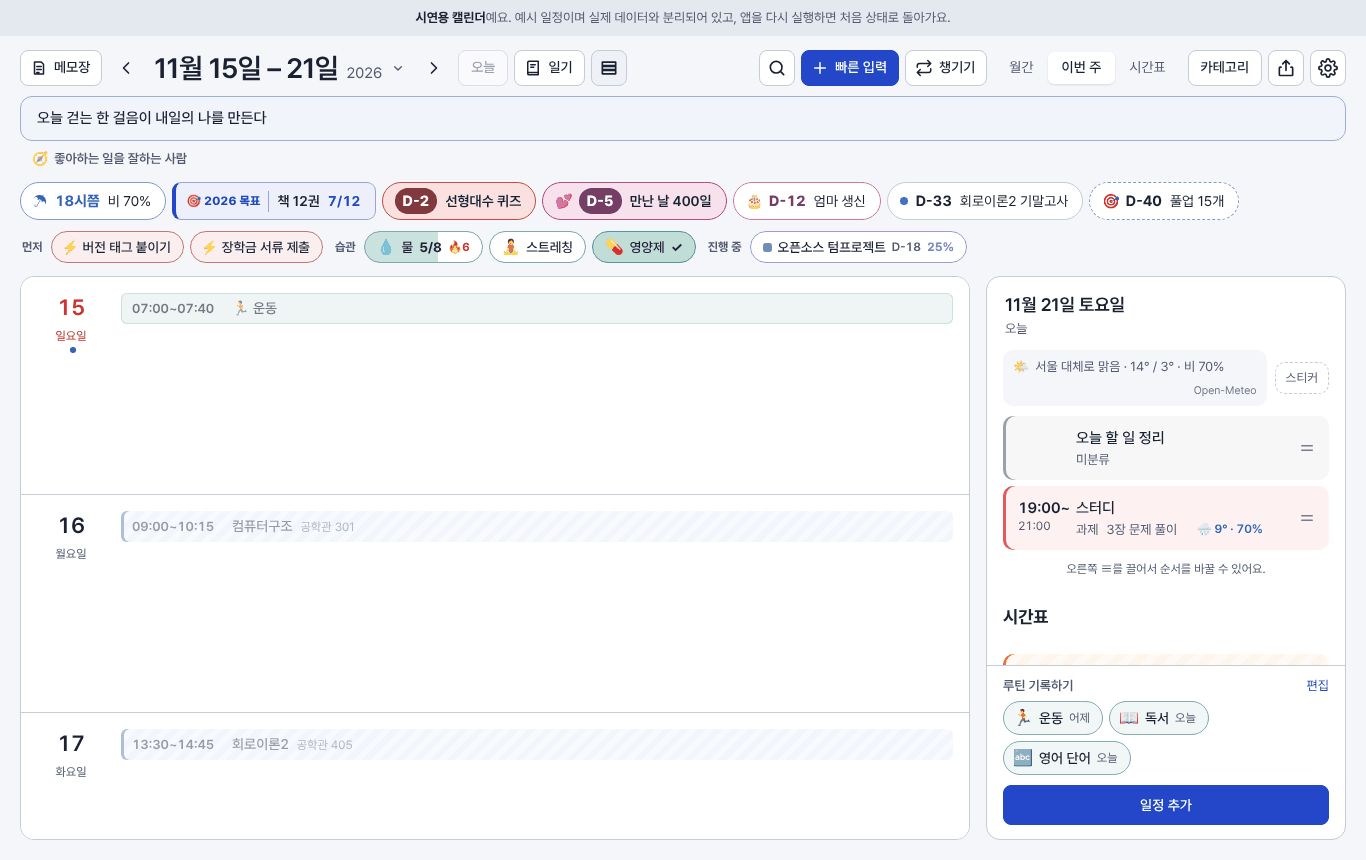 시연용 캘린더예요. 예시 일정이며 실제 데이터와 분리되어 있고, 앱을 다시 실행하면 처음 상태로 돌아가요.
메모장 11월 15일 – 21일 2026 오늘 일기 빠른 입력 챙기기 월간 이번 주 시간표 카테고리
오늘 걷는 한 걸음이 내일의 나를 만든다
🧭 좋아하는 일을 잘하는 사람
☂ 18시쯤 비 70% 🎯 2026 목표 책 12권 7/12 D-2 선형대수 퀴즈 💕 D-5 만난 날 400일 🎂 D-12 엄마 생신 D-33 회로이론2 기말고사 🎯 D-40 풀업 15개
먼저 ⚡ 버전 태그 붙이기 ⚡ 장학금 서류 제출 습관 💧 물 5/8 🔥6 🧘 스트레칭 💊 영양제 ✓ 진행 중 오픈소스 텀프로젝트 D-18 25%
15 07:00~07:40 🏃 운동
일요일
16 09:00~10:15 컴퓨터구조 공학관 301
월요일
17 13:30~14:45 회로이론2 공학관 405
화요일
11월 21일 토요일
오늘
🌤️ 서울 대체로 맑음 · 14° / 3° · 비 70%
Open-Meteo
스티커
오늘 할 일 정리
미분류
19:00~ 스터디
21:00 과제 3장 문제 풀이 🌧️ 9° · 70%
오른쪽 ≡를 끌어서 순서를 바꿀 수 있어요.
시간표
루틴 기록하기 편집
🏃 운동 어제 📖 독서 오늘
🔤 영어 단어 오늘
일정 추가